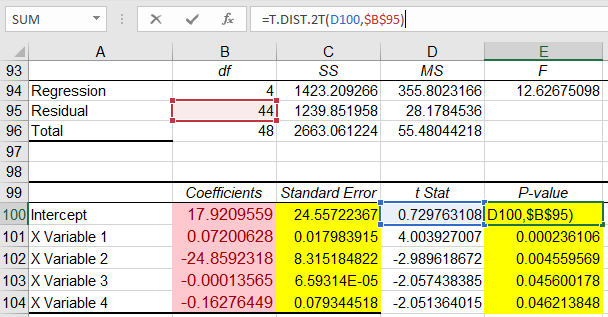 SUM fx =T.DIST.2T(D100,$B$95)
A B C D E
93 df SS MS F
94 Regression 4 1423.209266 355.8023166 12.62675098
95 Residual 44 1239.851958 28.1784536
96 Total 48 2663.061224 55.48044218
97
98
99 Coefficients Standard Error t Stat P-value
100 Intercept 17.9209559 24.55722367 0.729763108 D100,$B$95)
101 X Variable 1 0.07200628 0.017983915 4.003927007 0.000236106
102 X Variable 2 -24.8592318 8.315184822 -2.989618672 0.004559569
103 X Variable 3 -0.00013565 6.59314E-05 -2.057438385 0.045600178
104 X Variable 4 -0.16276449 0.079344518 -2.051364015 0.046213848